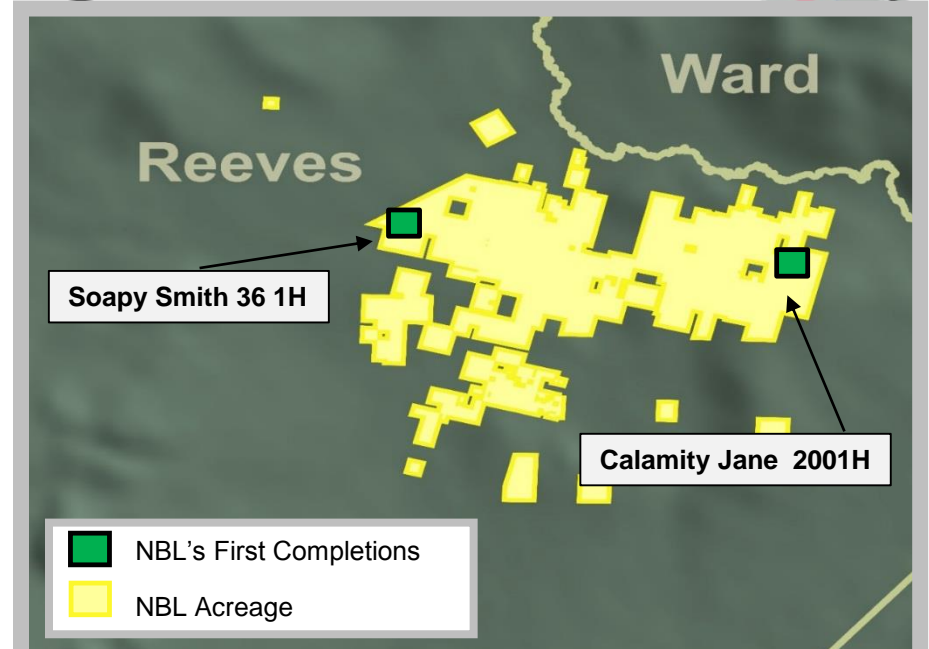 Ward
Reeves
Soapy Smith 36 1H
Calamity Jane 2001H
NBL's First Completions
NBL Acreage